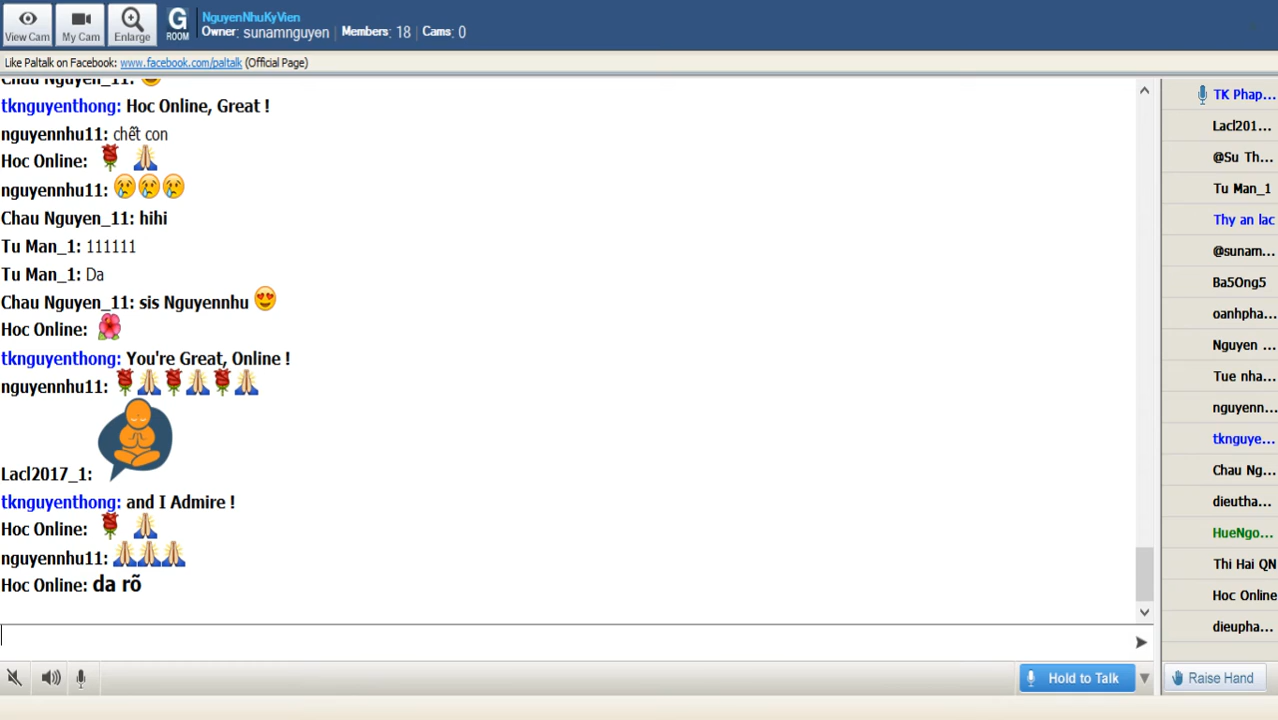 NguyenNhuKyVien
View Cam
My Cam
Enlarge
G ROOM
Owner: sunamnguyen Members: 18 Cams: 0
Like Paltalk on Facebook: www.facebook.com/paltalk (Official Page)
Chau Nguyen_11:
tknguyenthong: Hoc Online, Great !
nguyennhu11: chết con
Hoc Online:
nguyennhu11:
Chau Nguyen_11: hihi
Tu Man_1: 111111
Tu Man_1: Da
Chau Nguyen_11: sis Nguyennhu
Hoc Online:
tknguyenthong: You're Great, Online !
nguyennhu11:
Lacl2017_1:
tknguyenthong: and I Admire !
Hoc Online:
nguyennhu11:
Hoc Online: da rõ
TK Phap...
Lacl201...
@Su Th...
Tu Man_1
Thy an lac
@sunam...
Ba5Ong5
oanhpha...
Nguyen ...
Tue nha...
nguyenn...
tknguye...
Chau Ng...
dieutha...
HueNgo...
Thi Hai QN
Hoc Online
dieupha...
Hold to Talk
Raise Hand